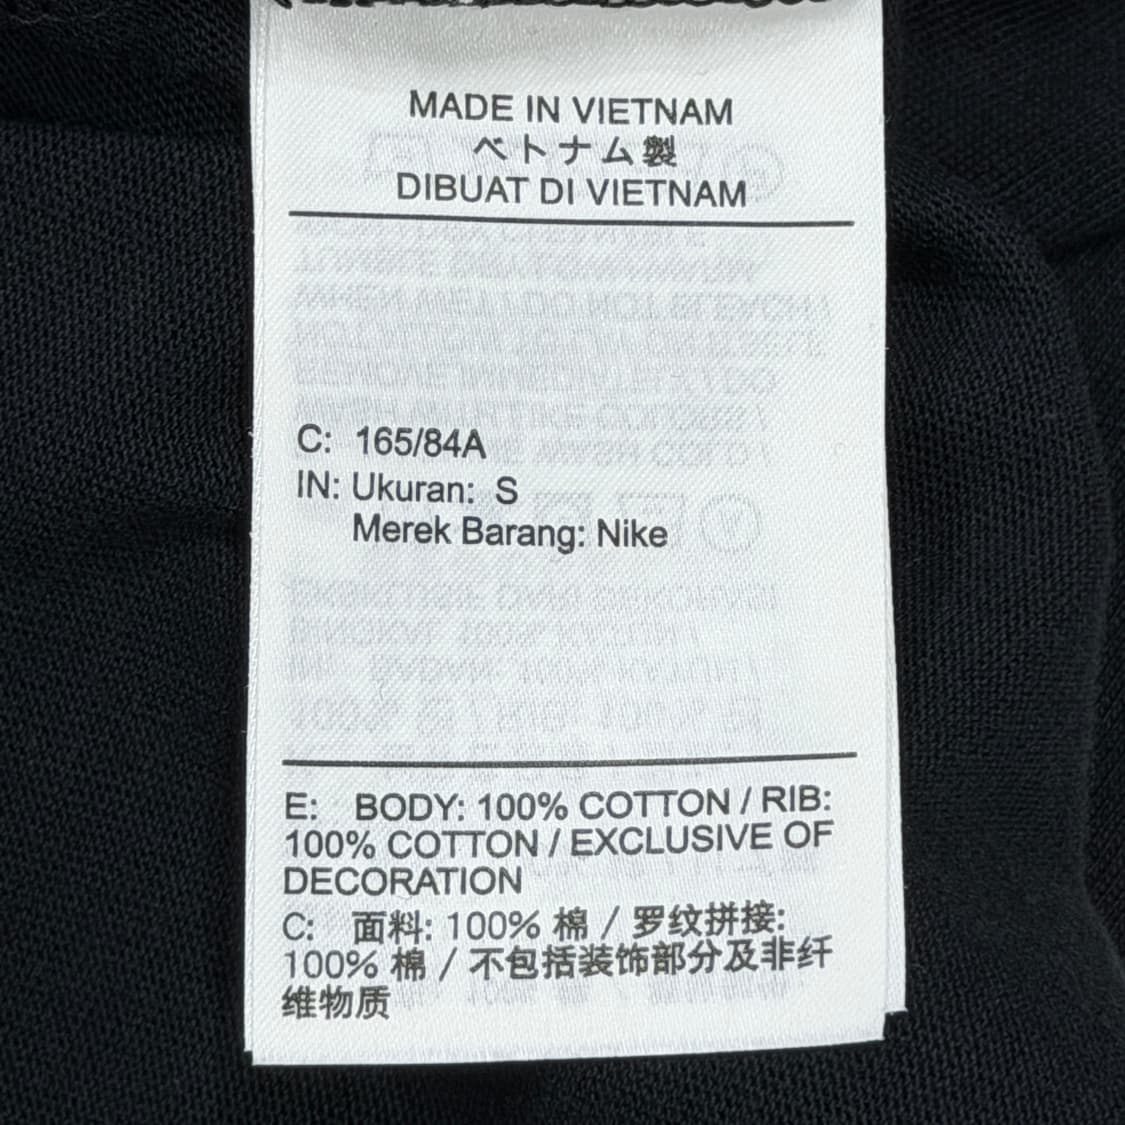 MADE IN VIETNAM
ベトナム製
DIBUAT DI VIETNAM
C: 165/84A
IN: Ukuran: S
Merek Barang: Nike
E: BODY: 100% COTTON / RIB:
100% COTTON / EXCLUSIVE OF
DECORATION
C: 面料: 100% 棉 / 罗纹拼接:
100% 棉 / 不包括装饰部分及非纤
维物质